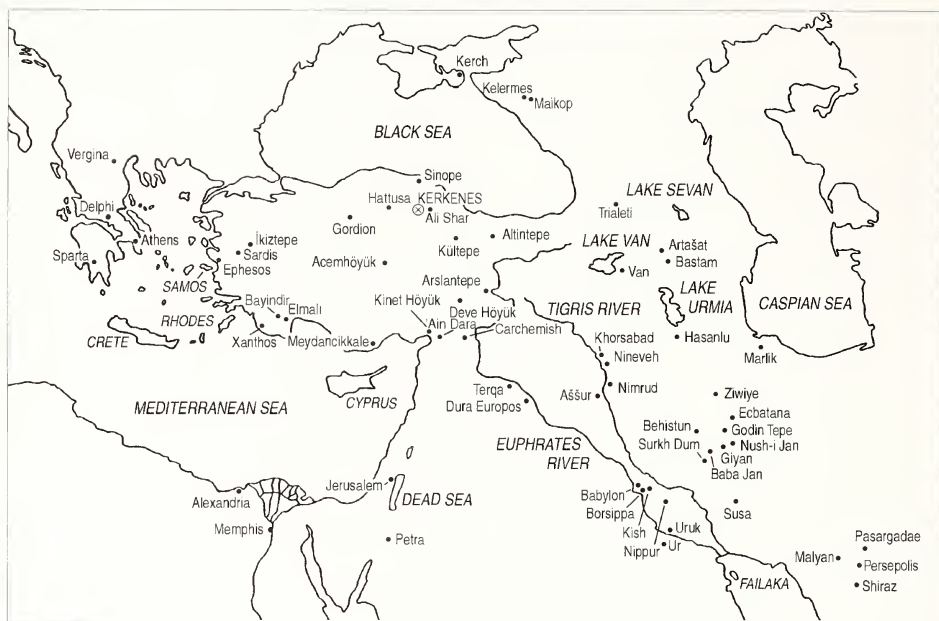 Kerch
Kelermes
Maikop
BLACK SEA
Vergina
Sinope
LAKE SEVAN
Hattusa
KERKENES
Ali Shar
Trialeti
Delphi
Gordion
Altintepe
LAKE VAN
Artašat
Athens
İkiztepe
Kültepe
Bastam
Sparta
Sardis
Acemhöyük
Van
Ephesos
SAMOS
Arslantepe
LAKE
URMIA
CASPIAN SEA
Bayindir
Elmalı
Kinet Höyük
Deve Höyük
TIGRIS RIVER
RHODES
Ain Dara
Khorsabad
Hasanlu
CRETE
Xanthos
Meydancikkale
Carchemish
Nineveh
Marlik
Terqa
Nimrud
Ziwiye
MEDITERRANEAN SEA
CYPRUS
Dura Europos
Aššur
Ecbatana
Behistun
Godin Tepe
EUPHRATES
RIVER
Surkh Dum
Nush-i Jan
Giyan
Baba Jan
Jerusalem
Alexandria
DEAD SEA
Babylon
Borsippa
Susa
Memphis
Petra
Kish
Uruk
Nippur
Ur
Pasargadae
Malyan
Persepolis
FAILAKA
Shiraz